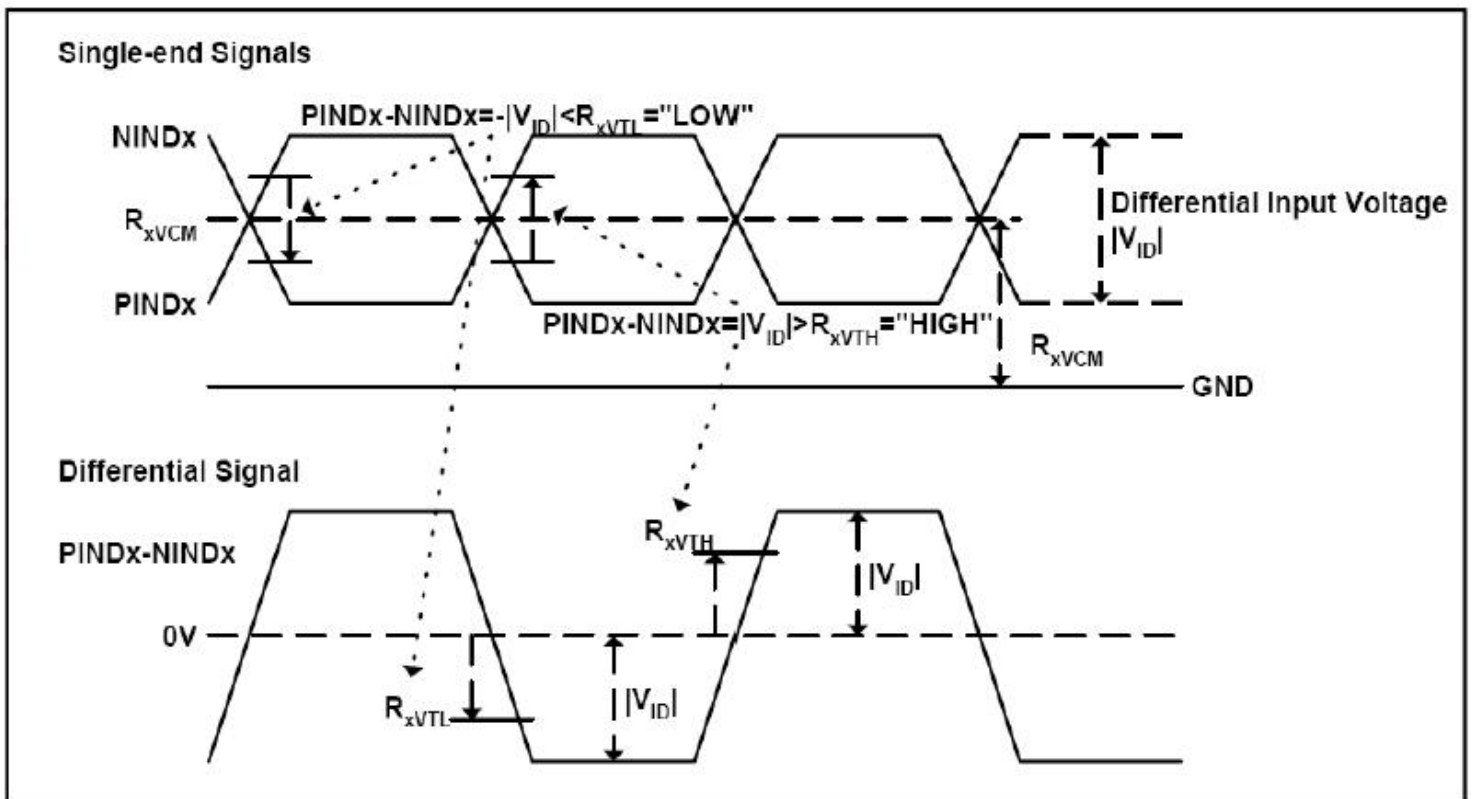 Single-end Signals
PINDx-NINDx=-|VID|<RxVTL="LOW"
NINDx
RxVCM
Differential Input Voltage
|VID|
PINDx
PINDx-NINDx=|VID|>RxVTH="HIGH"
RxVCM
GND
Differential Signal
RxVTH
PINDx-NINDx
|VID|
0V
RxVTL
|VID|